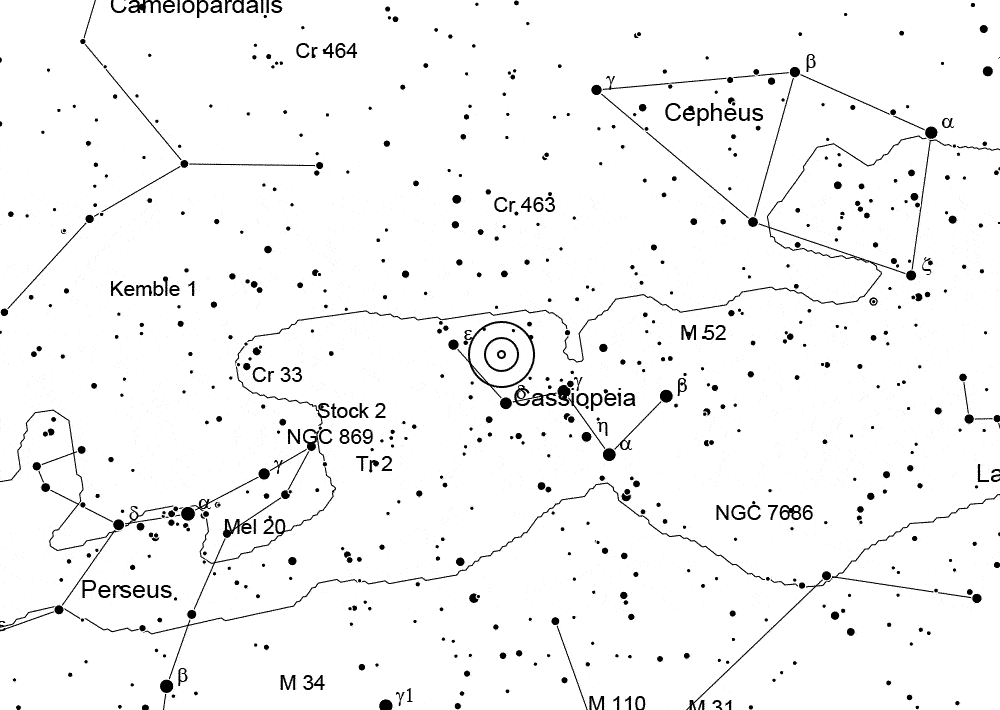 Camelopardalis
Cr 464
γ
β
Cepheus
α
Cr 463
ζ
Kemble 1
ε
M 52
Cr 33
δ
Cassiopeia
γ
β
Stock 2
NGC 869
η
α
γ
Tr 2
La
α
δ
Mel 20
NGC 7686
Perseus
ε
β
M 34
γ1
M 110
M 31